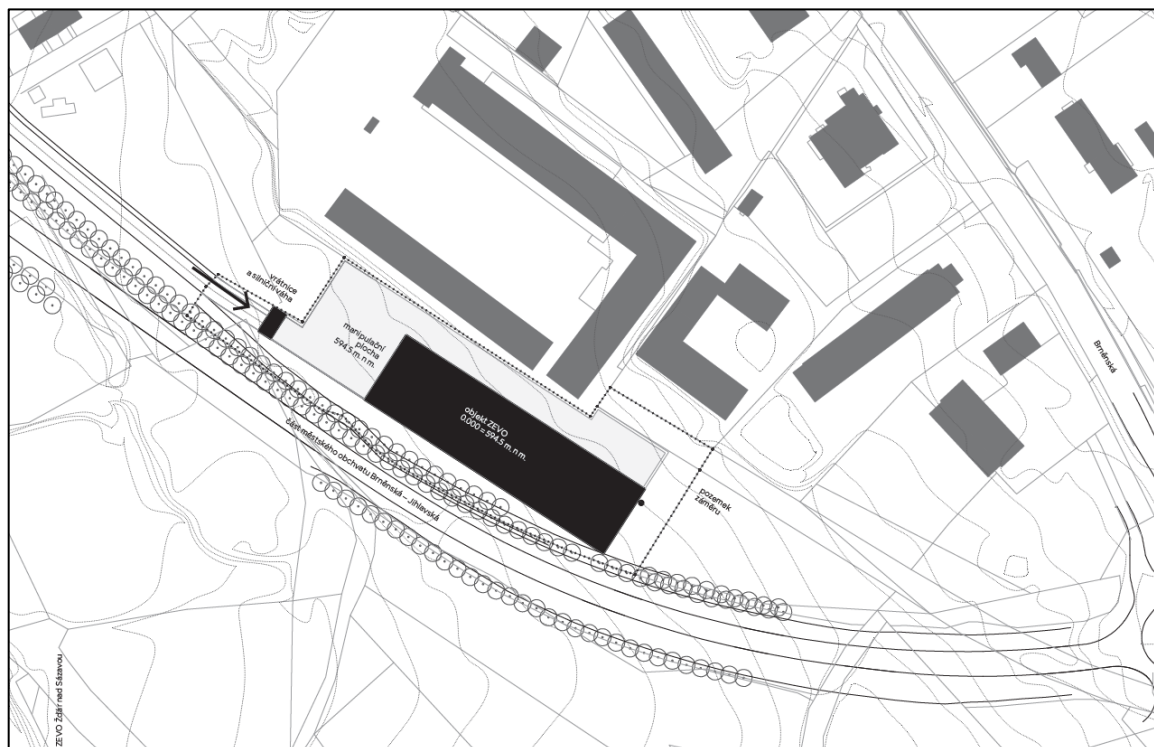 vrátnice
a silniční váha
manipulační
plocha
594.5 m. n m.
objekt ZEVO
0.000 = 594.5 m. n m.
část městského obchvatu Brněnská – Jihlavská
pozemek
záměru
Brněnská
ZEVO Žďár nad Sázavou